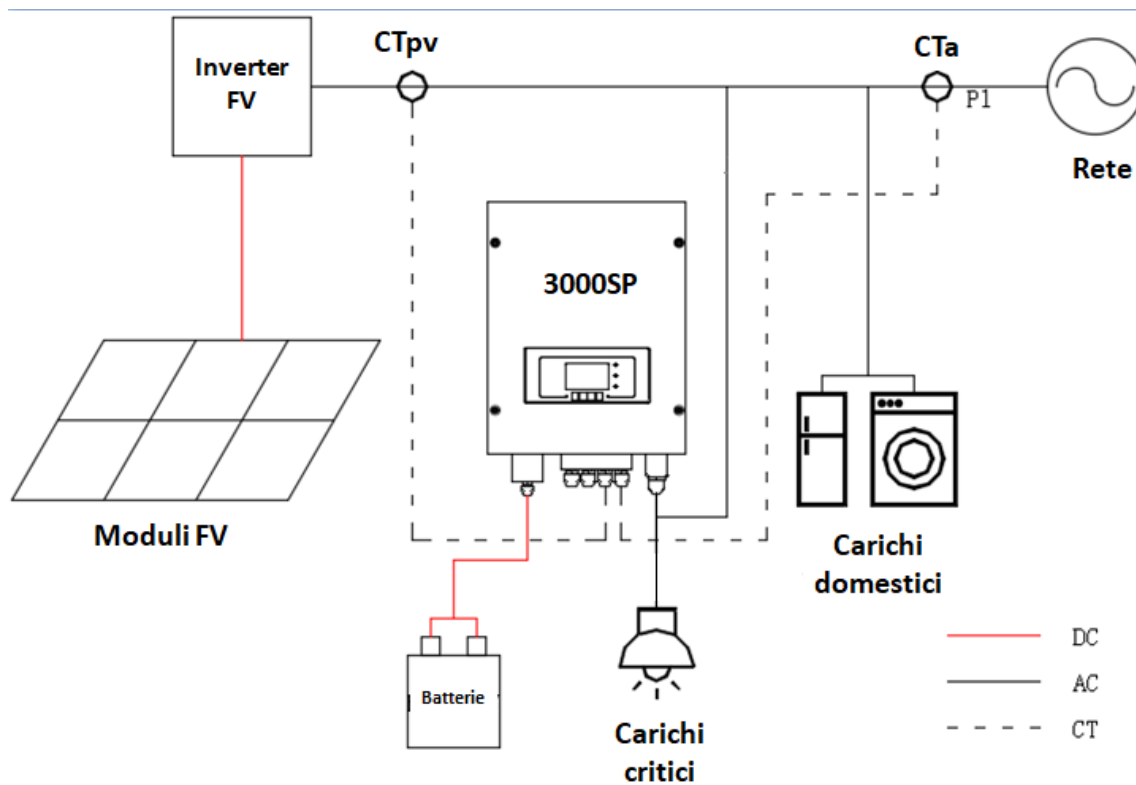 CTpv
CTa
Inverter
FV
P1
Rete
3000SP
Moduli FV
Carichi
domestici
Batterie
Carichi
critici
DC
AC
CT